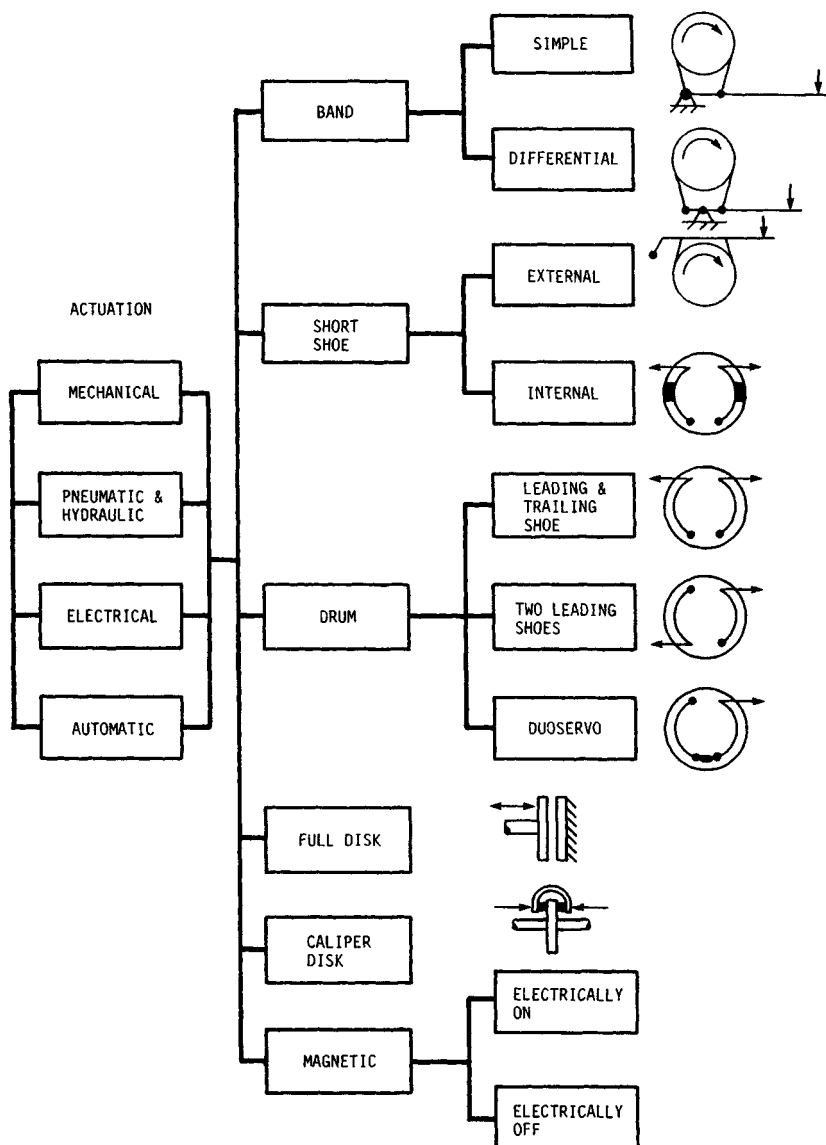 ACTUATION
MECHANICAL
PNEUMATIC &
HYDRAULIC
ELECTRICAL
AUTOMATIC
BAND
SIMPLE
DIFFERENTIAL
SHORT
SHOE
EXTERNAL
INTERNAL
DRUM
LEADING &
TRAILING
SHOE
TWO LEADING
SHOES
DUOSERVO
FULL DISK
CALIPER
DISK
MAGNETIC
ELECTRICALLY
ON
ELECTRICALLY
OFF